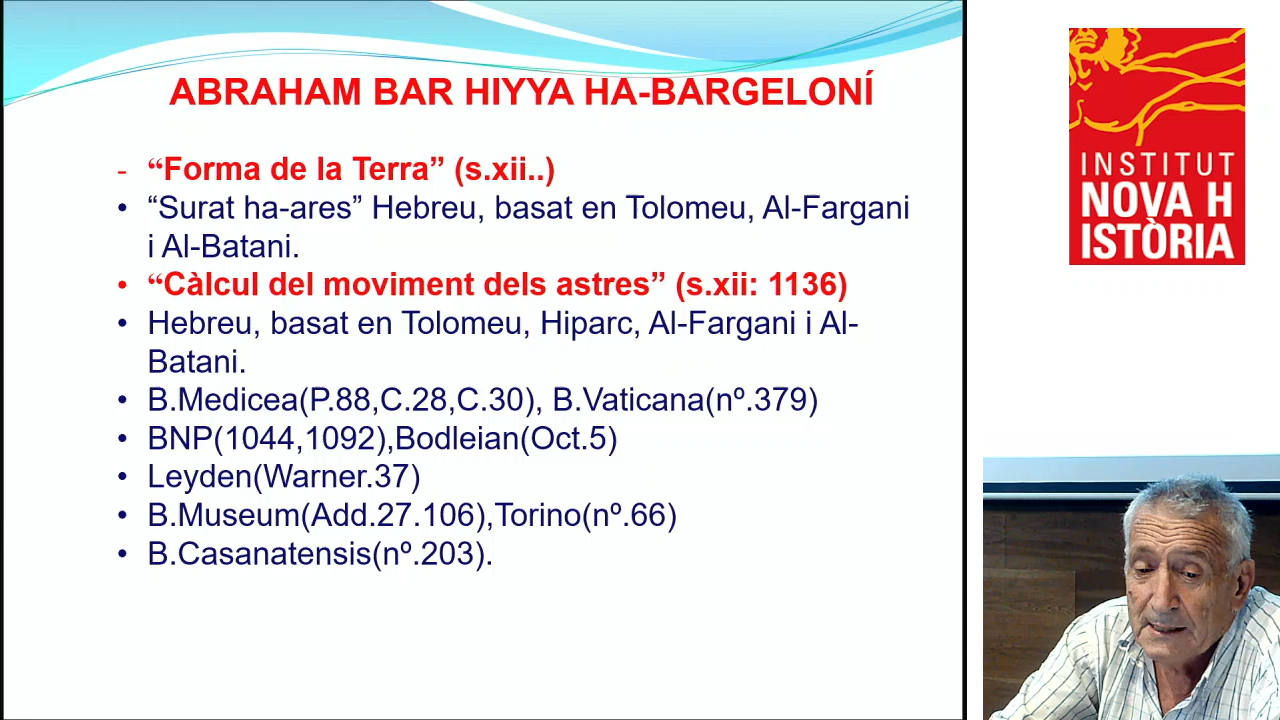 ABRAHAM BAR HIYYA HA-BARGELONÍ
- “Forma de la Terra” (s.xii..)
• “Surat ha-ares” Hebreu, basat en Tolomeu, Al-Fargani
i Al-Batani.
• “Càlcul del moviment dels astres” (s.xii: 1136)
• Hebreu, basat en Tolomeu, Hiparc, Al-Fargani i Al-
Batani.
• B.Medicea(P.88,C.28,C.30), B.Vaticana(nº.379)
• BNP(1044,1092),Bodleian(Oct.5)
• Leyden(Warner.37)
• B.Museum(Add.27.106),Torino(nº.66)
• B.Casanatensis(nº.203).
INSTITUT
NOVA H
ISTÒRIA